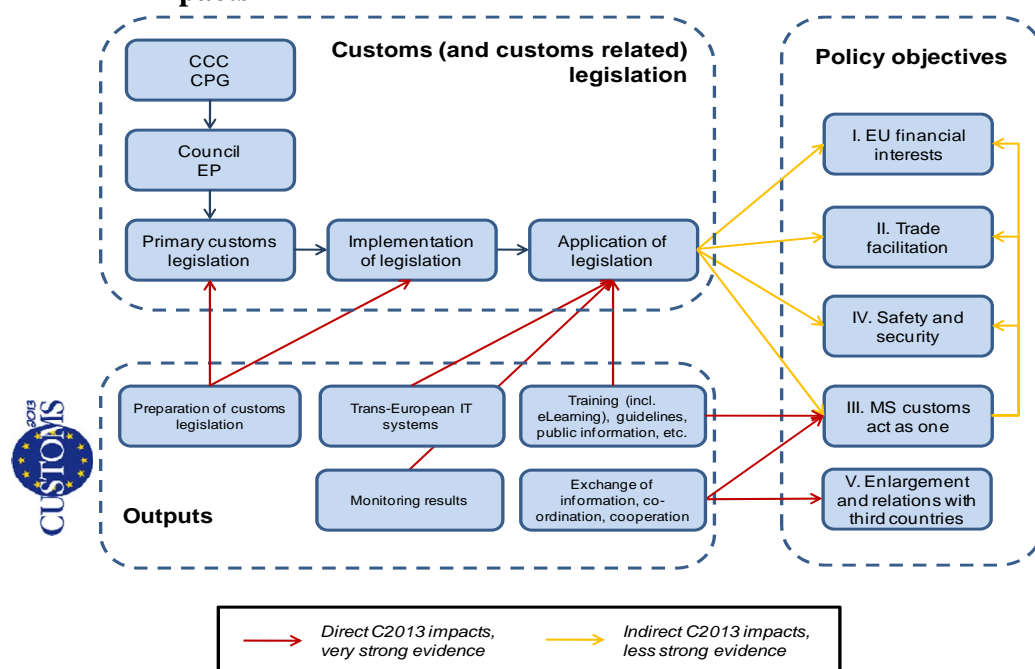 Customs (and customs related)
legislation
CCC
CPG
Council
EP
Primary customs
legislation
Implementation
of legislation
Application of
legislation
Policy objectives
I. EU financial
interests
II. Trade
facilitation
IV. Safety and
security
III. MS customs
act as one
V. Enlargement
and relations with
third countries
Preparation of customs
legislation
Trans-European IT
systems
Training (incl.
eLearning), guidelines,
public information, etc.
Monitoring results
Exchange of
information, co-
ordination, cooperation
Outputs
CUSTOMS
2013
Direct C2013 impacts,
very strong evidence
Indirect C2013 impacts,
less strong evidence